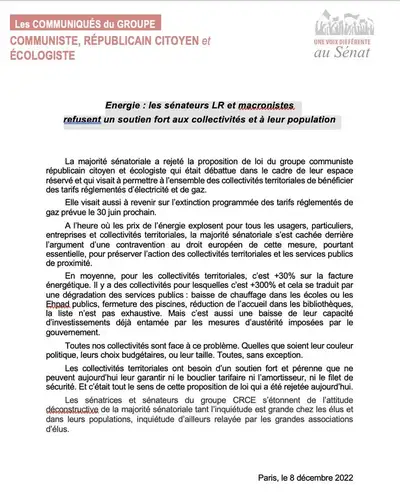 Les COMMUNIQUÉS du GROUPE
COMMUNISTE, RÉPUBLICAIN CITOYEN et
ÉCOLOGISTE
UNE VOIX DIFFÉRENTE
au Sénat
Energie : les sénateurs LR et macronistes
refusent un soutien fort aux collectivités et à leur population
La majorité sénatoriale a rejeté la proposition de loi du groupe communiste
républicain citoyen et écologiste qui était débattue dans le cadre de leur espace
réservé et qui visait à permettre à l'ensemble des collectivités territoriales de bénéficier
des tarifs réglementés d'électricité et de gaz.
Elle visait aussi à revenir sur l'extinction programmée des tarifs réglementés de
gaz prévue le 30 juin prochain.
A l'heure où les prix de l'énergie explosent pour tous les usagers, particuliers,
entreprises et collectivités territoriales, la majorité sénatoriale s'est cachée derrière
l'argument d'une contravention au droit européen de cette mesure, pourtant
essentielle, pour préserver l'action des collectivités territoriales et les services publics
de proximité.
En moyenne, pour les collectivités territoriales, c'est +30% sur la facture
énergétique. Il y a des collectivités pour lesquelles c'est +300% et cela se traduit par
une dégradation des services publics : baisse de chauffage dans les écoles ou les
Ehpad publics, fermeture des piscines, réduction de l'accueil dans les bibliothèques,
la liste n'est pas exhaustive. Mais c'est aussi une baisse de leur capacité
d'investissements déjà entamée par les mesures d'austérité imposées par le
gouvernement.
Toutes nos collectivités sont face à ce problème. Quelles que soient leur couleur
politique, leurs choix budgétaires, ou leur taille. Toutes, sans exception.
Les collectivités territoriales ont besoin d'un soutien fort et pérenne que ne
peuvent aujourd'hui leur garantir ni le bouclier tarifaire ni l'amortisseur, ni le filet de
sécurité. Et c'était tout le sens de cette proposition de loi qui a été rejetée aujourd'hui.
Les sénatrices et sénateurs du groupe CRCE s'étonnent de l'attitude
déconstructive de la majorité sénatoriale tant l'inquiétude est grande chez les élus et
dans leurs populations, inquiétude d'ailleurs relayée par les grandes associations
d'élus.
Paris, le 8 décembre 2022